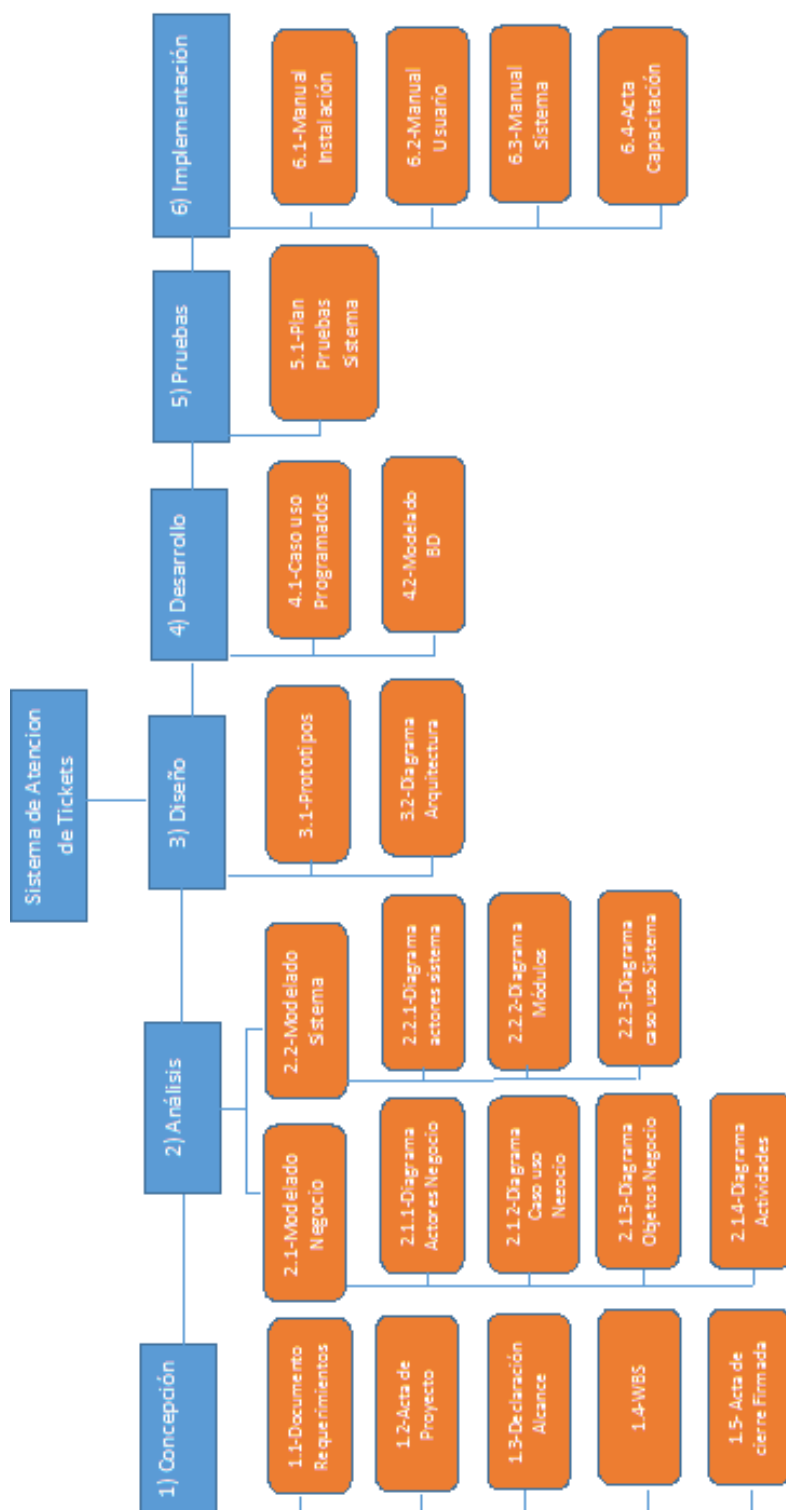 Sistema de Atencion
de Tickets
1) Concepción
1.1-Documento
Requerimientos
1.2-Acta de
Proyecto
1.3-Declaración
Alcance
1.4-WBS
1.5- Acta de
cierre Firmada
2) Análisis
2.1-Modelado
Negocio
2.1.1-Diagrama
Actores Negocio
2.1.2-Diagrama
Caso uso
Negocio
2.1.3-Diagrama
Objetos Negocio
2.1.4-Diagrama
Actividades
2.2-Modelado
Sistema
2.2.1-Diagrama
actores sistema
2.2.2-Diagrama
Módulos
2.2.3-Diagrama
caso uso Sistema
3) Diseño
3.1-Prototipos
3.2-Diagrama
Arquitectura
4) Desarrollo
4.1-Caso uso
Programados
4.2-Modelado
BD
5) Pruebas
5.1-Plan
Pruebas
Sistema
6) Implementación
6.1-Manual
Instalación
6.2-Manual
Usuario
6.3-Manual
Sistema
6.4-Acta
Capacitación